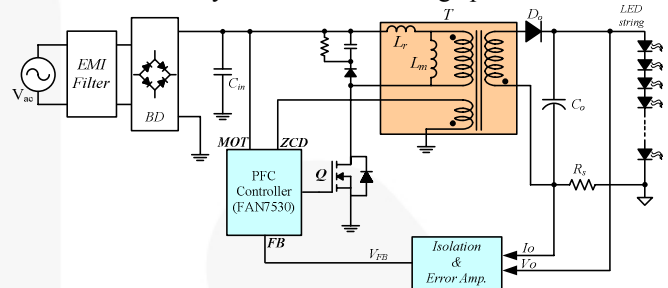 LED
string
T
D_o
L_r
L_m
EMI
Filter
V_ac
BD
C_in
C_o
MOT
ZCD
Q
R_s
PFC
Controller
(FAN7530)
FB
V_FB
Isolation
&
Error Amp.
Io
Vo